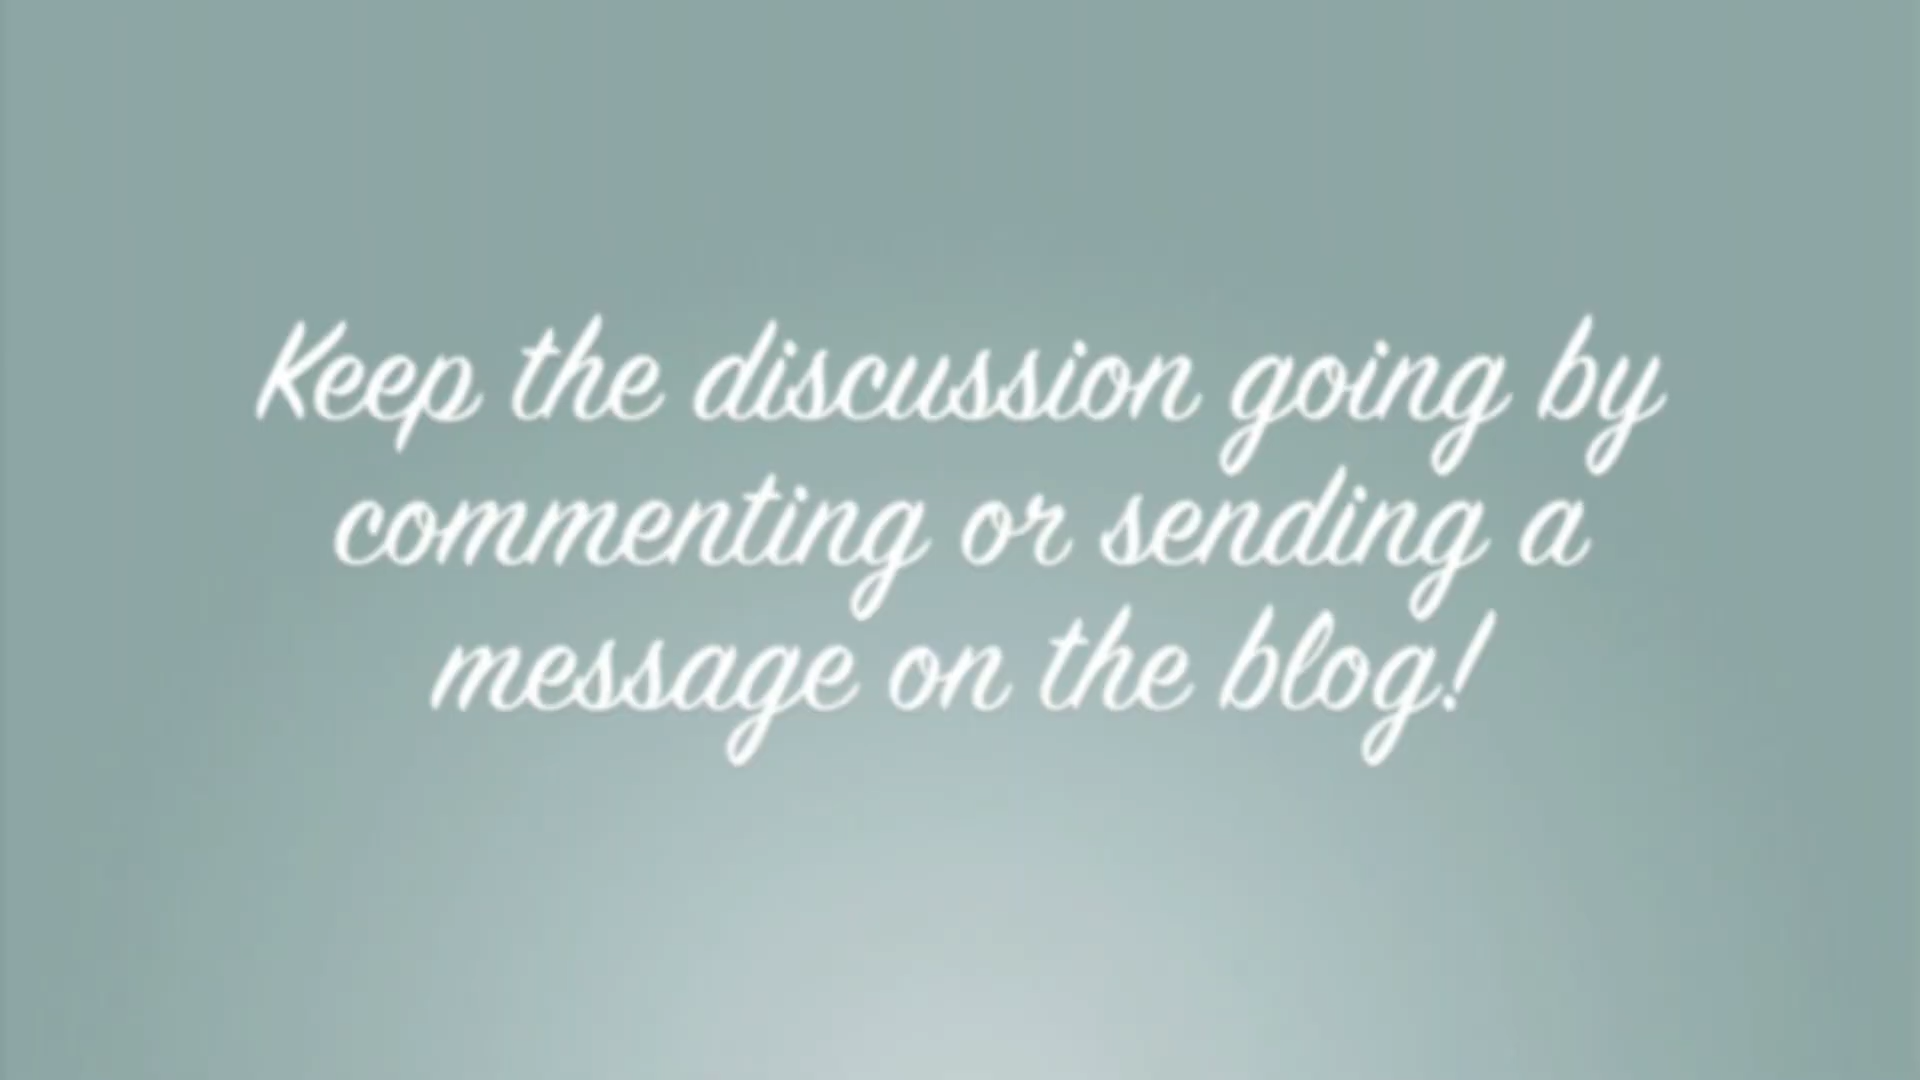 Keep the discussion going by
commenting or sending a
message on the blog!